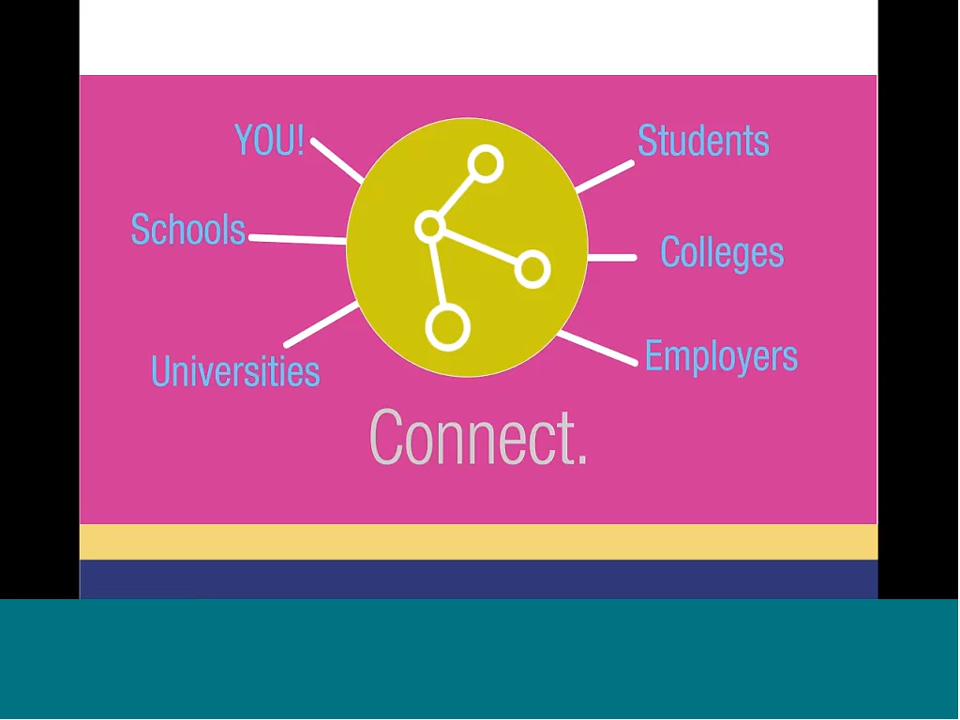 YOU!
Students
Schools
Colleges
Universities
Employers
Connect.